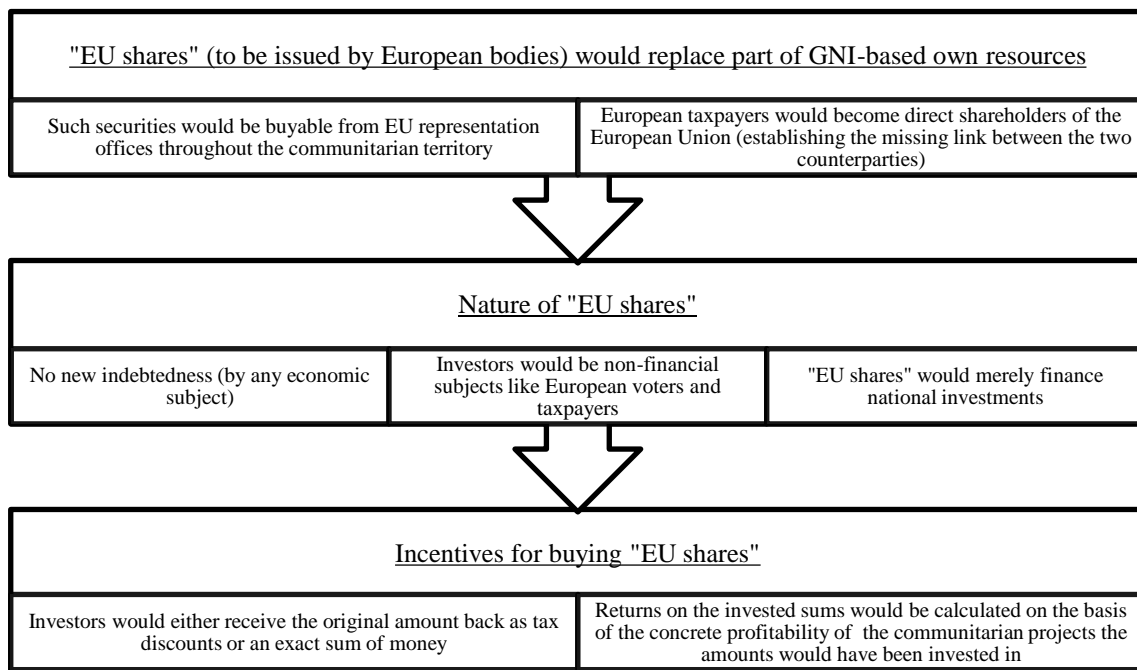 "EU shares" (to be issued by European bodies) would replace part of GNI-based own resources
Such securities would be buyable from EU representation
offices throughout the communitarian territory
European taxpayers would become direct shareholders of the
European Union (establishing the missing link between the two
counterparties)
Nature of "EU shares"
No new indebtedness (by any economic
subject)
Investors would be non-financial
subjects like European voters and
taxpayers
"EU shares" would merely finance
national investments
Incentives for buying "EU shares"
Investors would either receive the original amount back as tax
discounts or an exact sum of money
Returns on the invested sums would be calculated on the basis
of the concrete profitability of the communitarian projects the
amounts would have been invested in